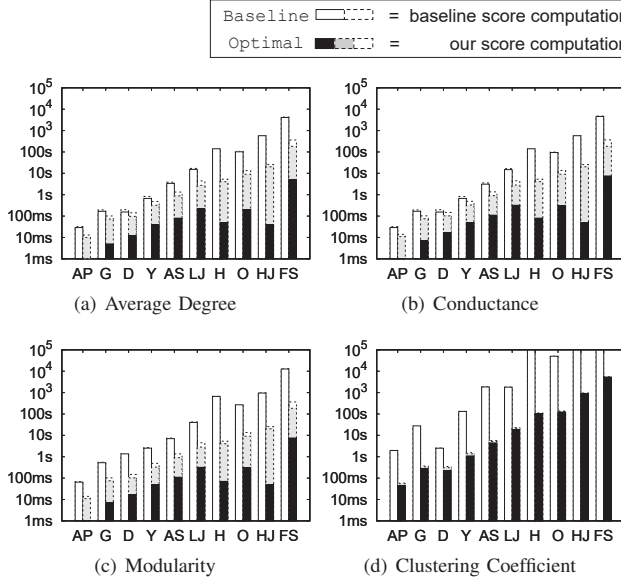 Baseline = baseline score computation
Optimal = our score computation
10^5
10^4
10^3
100s
10s
1s
100ms
10ms
1ms
AP G D Y AS LJ H O HJ FS
(a) Average Degree
10^5
10^4
10^3
100s
10s
1s
100ms
10ms
1ms
AP G D Y AS LJ H O HJ FS
(b) Conductance
10^5
10^4
10^3
100s
10s
1s
100ms
10ms
1ms
AP G D Y AS LJ H O HJ FS
(c) Modularity
10^5
10^4
10^3
100s
10s
1s
100ms
10ms
1ms
AP G D Y AS LJ H O HJ FS
(d) Clustering Coefficient